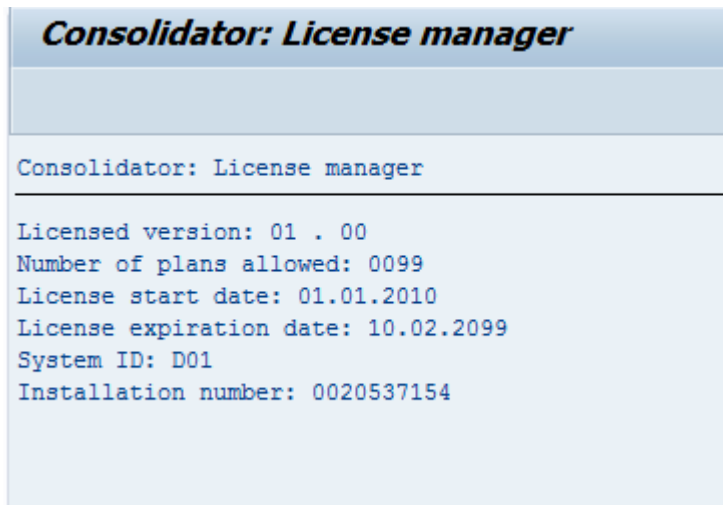 Consolidator: License manager
Consolidator: License manager
Licensed version: 01 . 00
Number of plans allowed: 0099
License start date: 01.01.2010
License expiration date: 10.02.2099
System ID: D01
Installation number: 0020537154